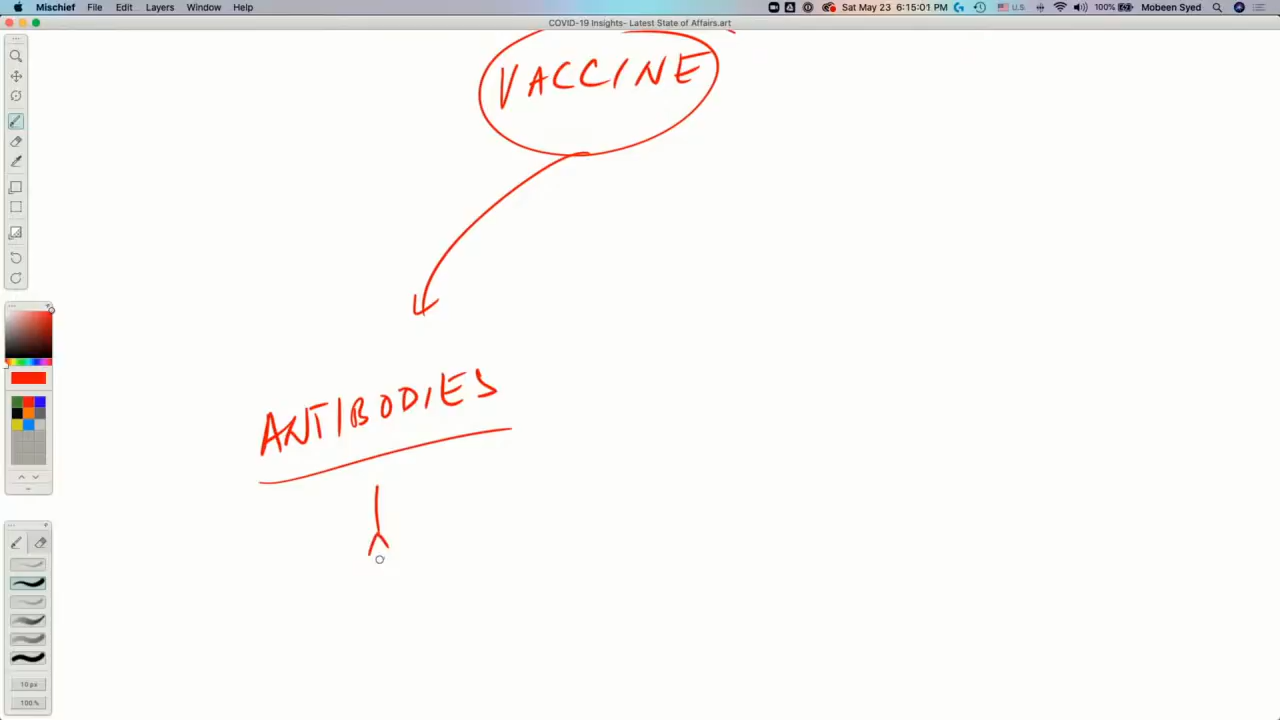 Mischief File Edit Layers Window Help 100% U.S. Sat May 23 6:15:01 PM Mobeen Syed
COVID-19 Insights- Latest State of Affairs.art
VACCINE
ANTIBODIES
10 px
100%